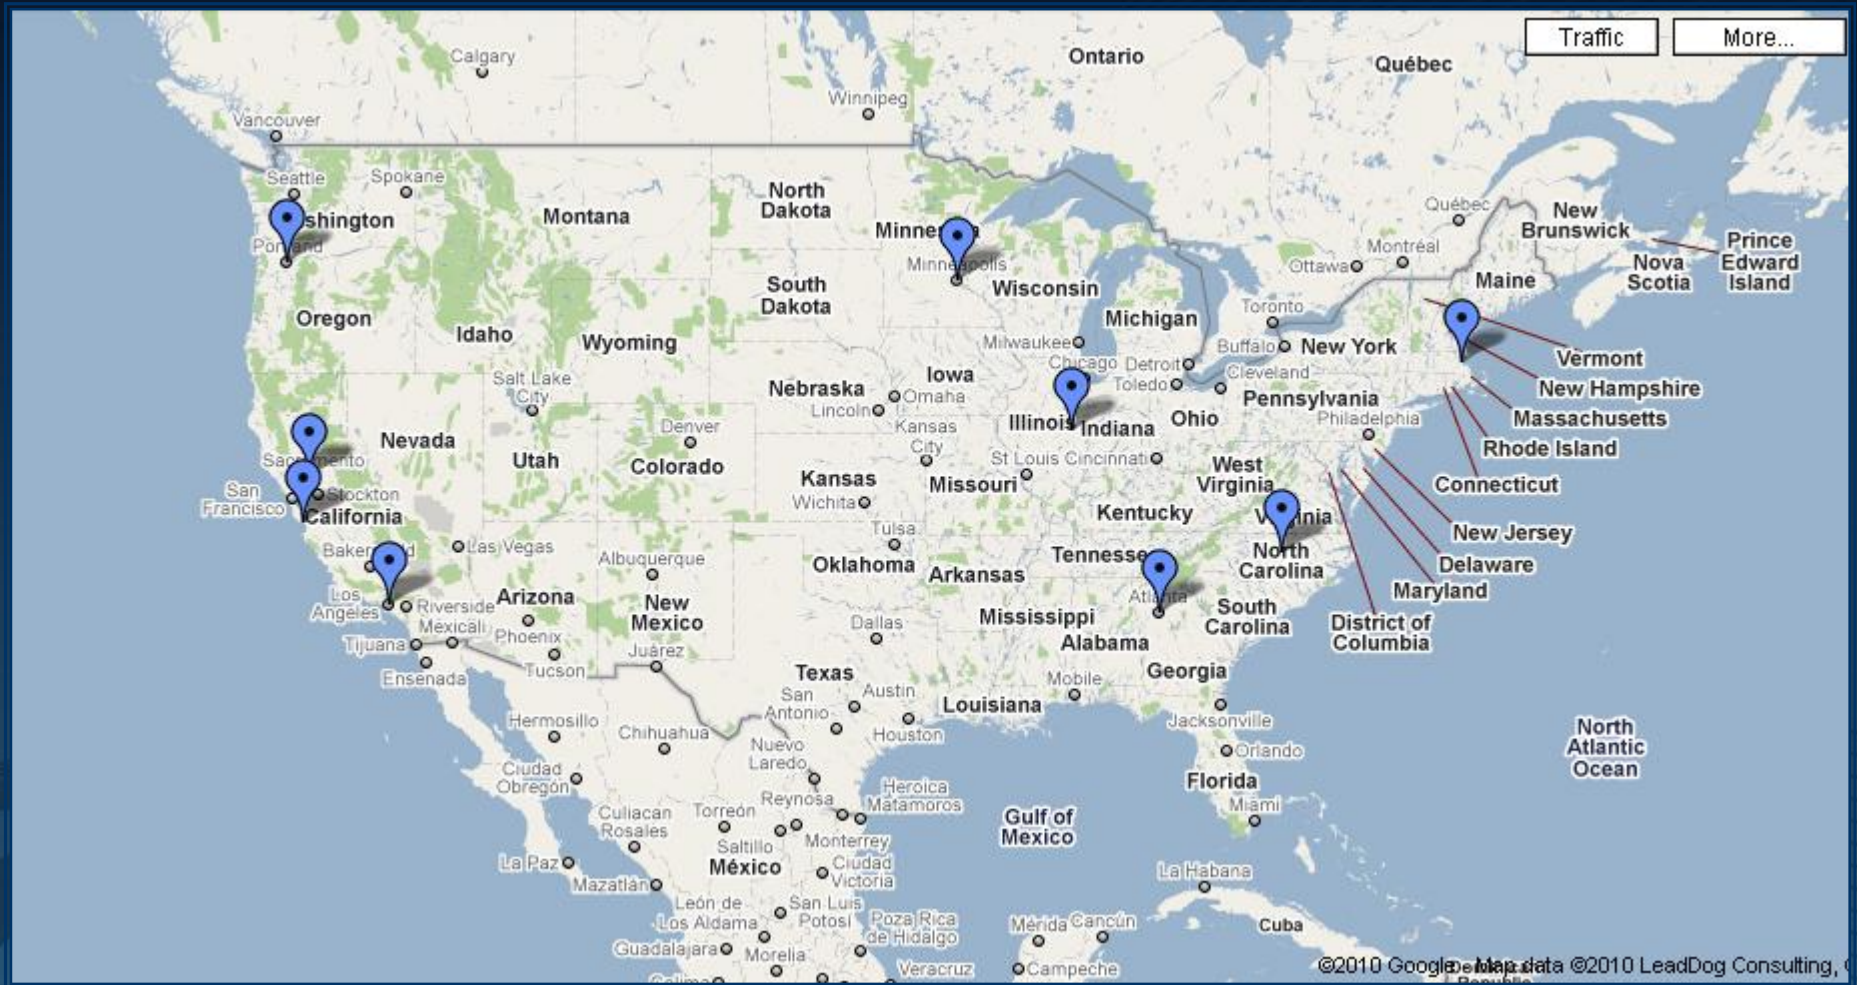 Traffic
More...
Calgary
Ontario
Québec
Winnipeg
Vancouver
Seattle
Spokane
shington
Montana
North
Dakota
Québec
New
Brunswick
Prince
Edward
Island
Portland
Minnesota
Minneapolis
Montréal
Ottawa
Maine
Nova
Scotia
South
Dakota
Wisconsin
Oregon
Idaho
Wyoming
Michigan
Toronto
Milwaukee
Buffalo
New York
Vermont
Chicago
Detroit
Cleveland
Toledo
Salt Lake
City
Nebraska
Iowa
Omaha
Lincoln
Pennsylvania
New Hampshire
Illinois
Indiana
Ohio
Philadelphia
Massachusetts
Nevada
Denver
Kansas
City
Rhode Island
Sacramento
Utah
Colorado
St Louis
Cincinnati
West
Virginia
Kansas
Missouri
Connecticut
San
Francisco
Stockton
California
Wichita
Kentucky
Virginia
New Jersey
Tulsa
Bakersfield
Las Vegas
Albuquerque
Oklahoma
Arkansas
Tennessee
North
Carolina
Delaware
Maryland
Los
Angeles
Riverside
Arizona
New
Mexico
Atlanta
Mexicali
Phoenix
Dallas
Mississippi
South
Carolina
District of
Columbia
Tijuana
Alabama
Juárez
Ensenada
Tucson
Texas
Georgia
Mobile
San
Antonio
Austin
Louisiana
Houston
Jacksonville
Hermosillo
Chihuahua
Nuevo
Laredo
Orlando
North
Atlantic
Ocean
Ciudad
Obregón
Florida
Heroica
Matamoros
Reynosa
Miami
Culiacan
Rosales
Torreón
Gulf of
Mexico
Saltillo
Monterrey
México
La Paz
Ciudad
Victoria
Mazatlán
La Habana
León de
Los Aldama
San Luis
Potosí
Poza Rica
de Hidalgo
Mérida
Cancún
Cuba
Guadalajara
Morelia
Veracruz
Campeche
©2010 Google - Map data ©2010 LeadDog Consulting,